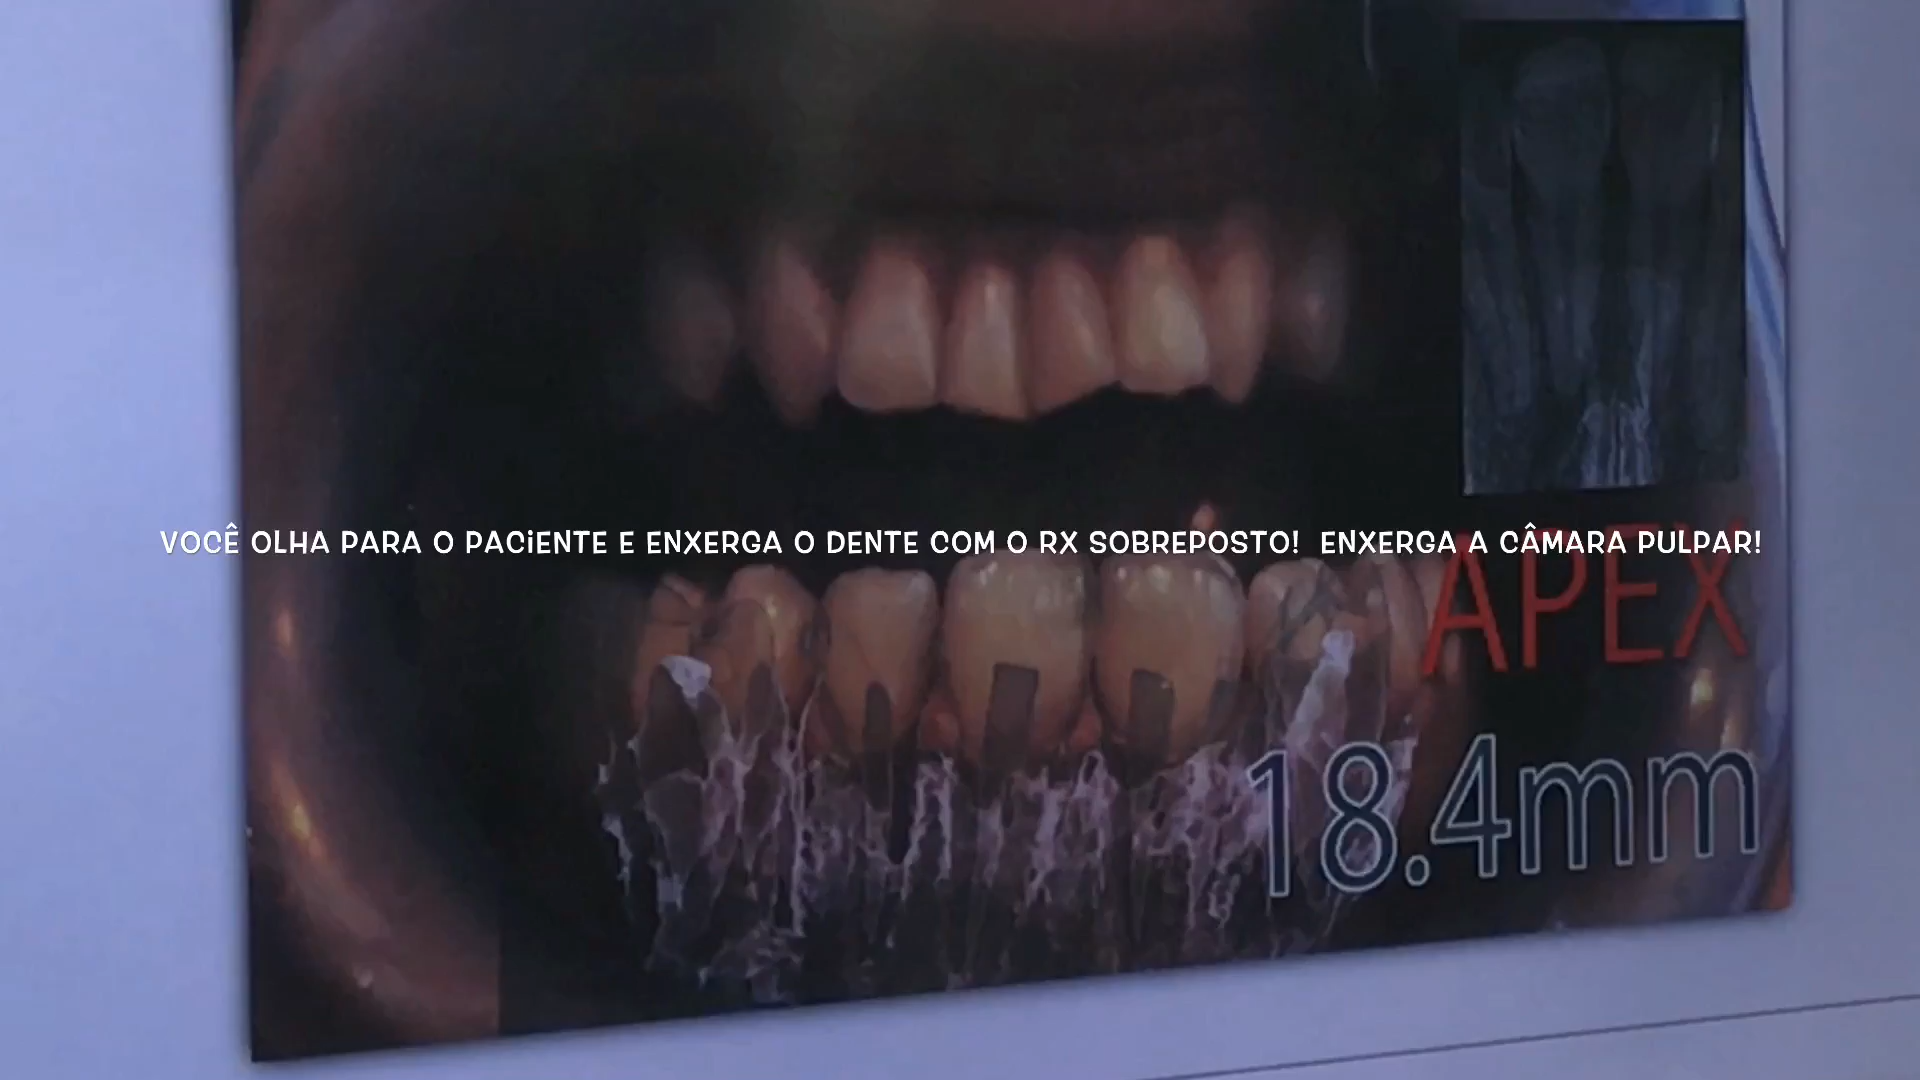 VOCÊ OLHA PARA O PACIENTE E ENXERGA O DENTE COM O RX SOBREPOSTO! ENXERGA A CÂMARA PULPAR!
APEX
18.4mm